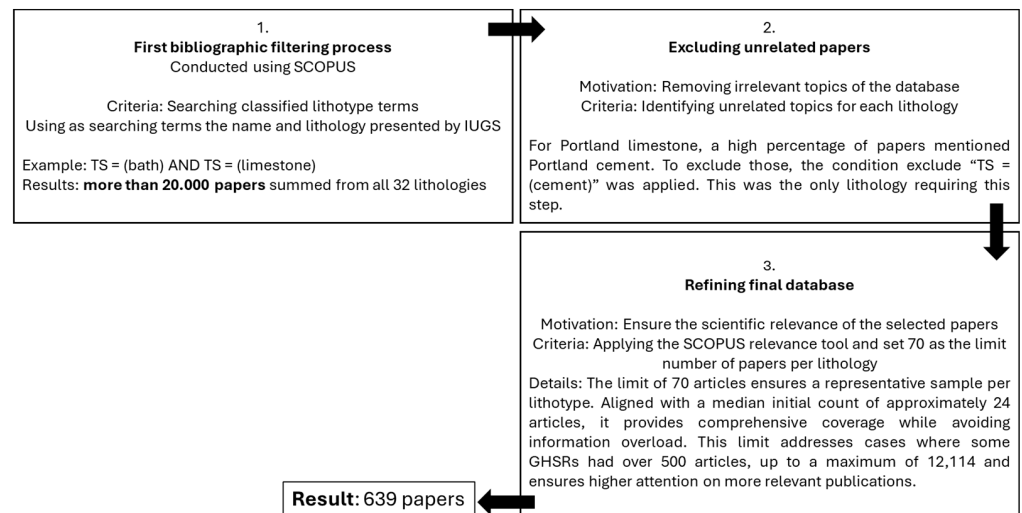 1.
First bibliographic filtering process
Conducted using SCOPUS
Criteria: Searching classified lithotype terms
Using as searching terms the name and lithology presented by IUGS
Example: TS = (bath) AND TS = (limestone)
Results: more than 20.000 papers summed from all 32 lithologies
2.
Excluding unrelated papers
Motivation: Removing irrelevant topics of the database
Criteria: Identifying unrelated topics for each lithology
For Portland limestone, a high percentage of papers mentioned
Portland cement. To exclude those, the condition exclude “TS =
(cement)” was applied. This was the only lithology requiring this
step.
3.
Refining final database
Motivation: Ensure the scientific relevance of the selected papers
Criteria: Applying the SCOPUS relevance tool and set 70 as the limit
number of papers per lithology
Details: The limit of 70 articles ensures a representative sample per
lithotype. Aligned with a median initial count of approximately 24
articles, it provides comprehensive coverage while avoiding
information overload. This limit addresses cases where some
GHSRs had over 500 articles, up to a maximum of 12,114 and
ensures higher attention on more relevant publications.
Result: 639 papers